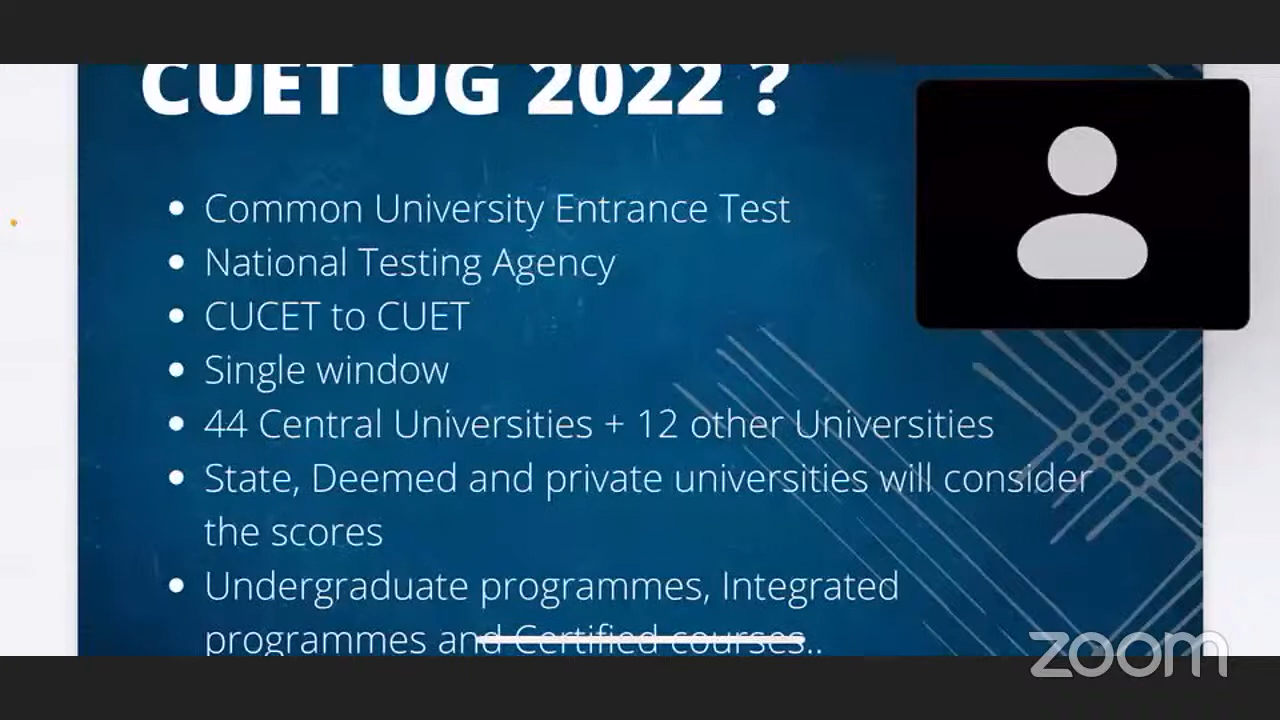 CUET UG 2022 ?
Common University Entrance Test
National Testing Agency
CUCET to CUET
Single window
44 Central Universities + 12 other Universities
State, Deemed and private universities will consider
the scores
Undergraduate programmes, Integrated
programmes and Certified courses..
zoom